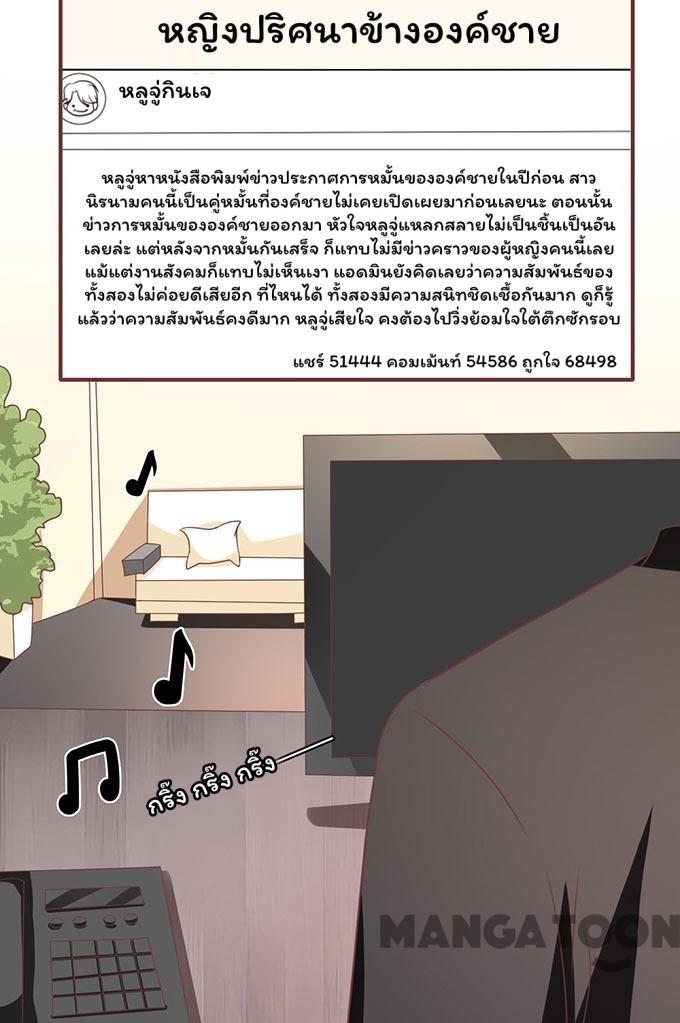 หญิงปริศนาข้างองค์ชาย
หลูจู่กินเจ
หลูจู่หาหนังสือพิมพ์ข่าวประกาศการหมั้นขององค์ชายในปีก่อน สาว
นิรนามคนนี้เป็นคู่หมั้นที่องค์ชายไม่เคยเปิดเผยมาก่อนเลยนะ ตอนนั้น
ข่าวการหมั้นขององค์ชายออกมา หัวใจหลูจู่แหลกสลายไม่เป็นชิ้นเป็นอัน
เลยล่ะ แต่หลังจากหมั้นกันเสร็จ ก็แทบไม่มีข่าวคราวของผู้หญิงคนนี้เลย
แม้แต่งานสังคมก็แทบไม่เห็นเงา แอดมินยังคิดเลยว่าความสัมพันธ์ของ
ทั้งสองไม่ค่อยดีเสียอีก ที่ไหนได้ ทั้งสองมีความสนิทชิดเชื้อกันมาก ดูก็รู้
แล้วว่าความสัมพันธ์คงดีมาก หลูจู่เสียใจ คงต้องไปวิ่งย้อมใจใต้ตึกซักรอบ
แชร์ 51444 คอมเม้นท์ 54586 ถูกใจ 68498
กริ๊ง กริ๊ง กริ๊ง
MANGATOON